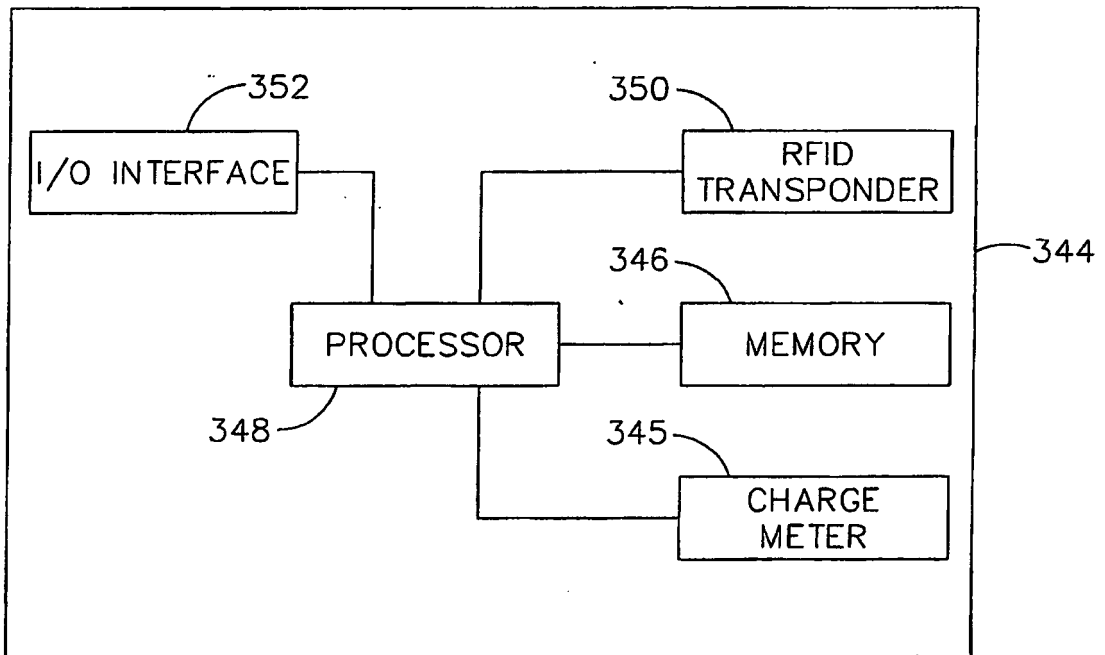 352
350
I/O INTERFACE
RFID
TRANSPONDER
344
346
PROCESSOR
MEMORY
348
345
CHARGE
METER